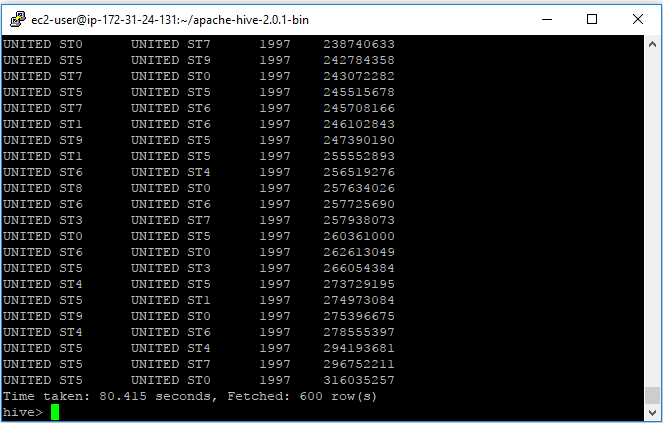 ec2-user@ip-172-31-24-131:~/apache-hive-2.0.1-bin
UNITED ST0 UNITED ST7 1997 238740633
UNITED ST5 UNITED ST9 1997 242784358
UNITED ST7 UNITED ST0 1997 243072282
UNITED ST5 UNITED ST5 1997 245515678
UNITED ST7 UNITED ST6 1997 245708166
UNITED ST1 UNITED ST6 1997 246102843
UNITED ST9 UNITED ST5 1997 247390190
UNITED ST1 UNITED ST5 1997 255552893
UNITED ST6 UNITED ST4 1997 256519276
UNITED ST8 UNITED ST0 1997 257634026
UNITED ST6 UNITED ST6 1997 257725690
UNITED ST3 UNITED ST7 1997 257938073
UNITED ST0 UNITED ST5 1997 260361000
UNITED ST6 UNITED ST0 1997 262613049
UNITED ST5 UNITED ST3 1997 266054384
UNITED ST4 UNITED ST5 1997 273729195
UNITED ST5 UNITED ST1 1997 274973084
UNITED ST9 UNITED ST0 1997 275396675
UNITED ST4 UNITED ST6 1997 278555397
UNITED ST5 UNITED ST4 1997 294193681
UNITED ST5 UNITED ST7 1997 296752211
UNITED ST5 UNITED ST0 1997 316035257
Time taken: 80.415 seconds, Fetched: 600 row(s)
hive>